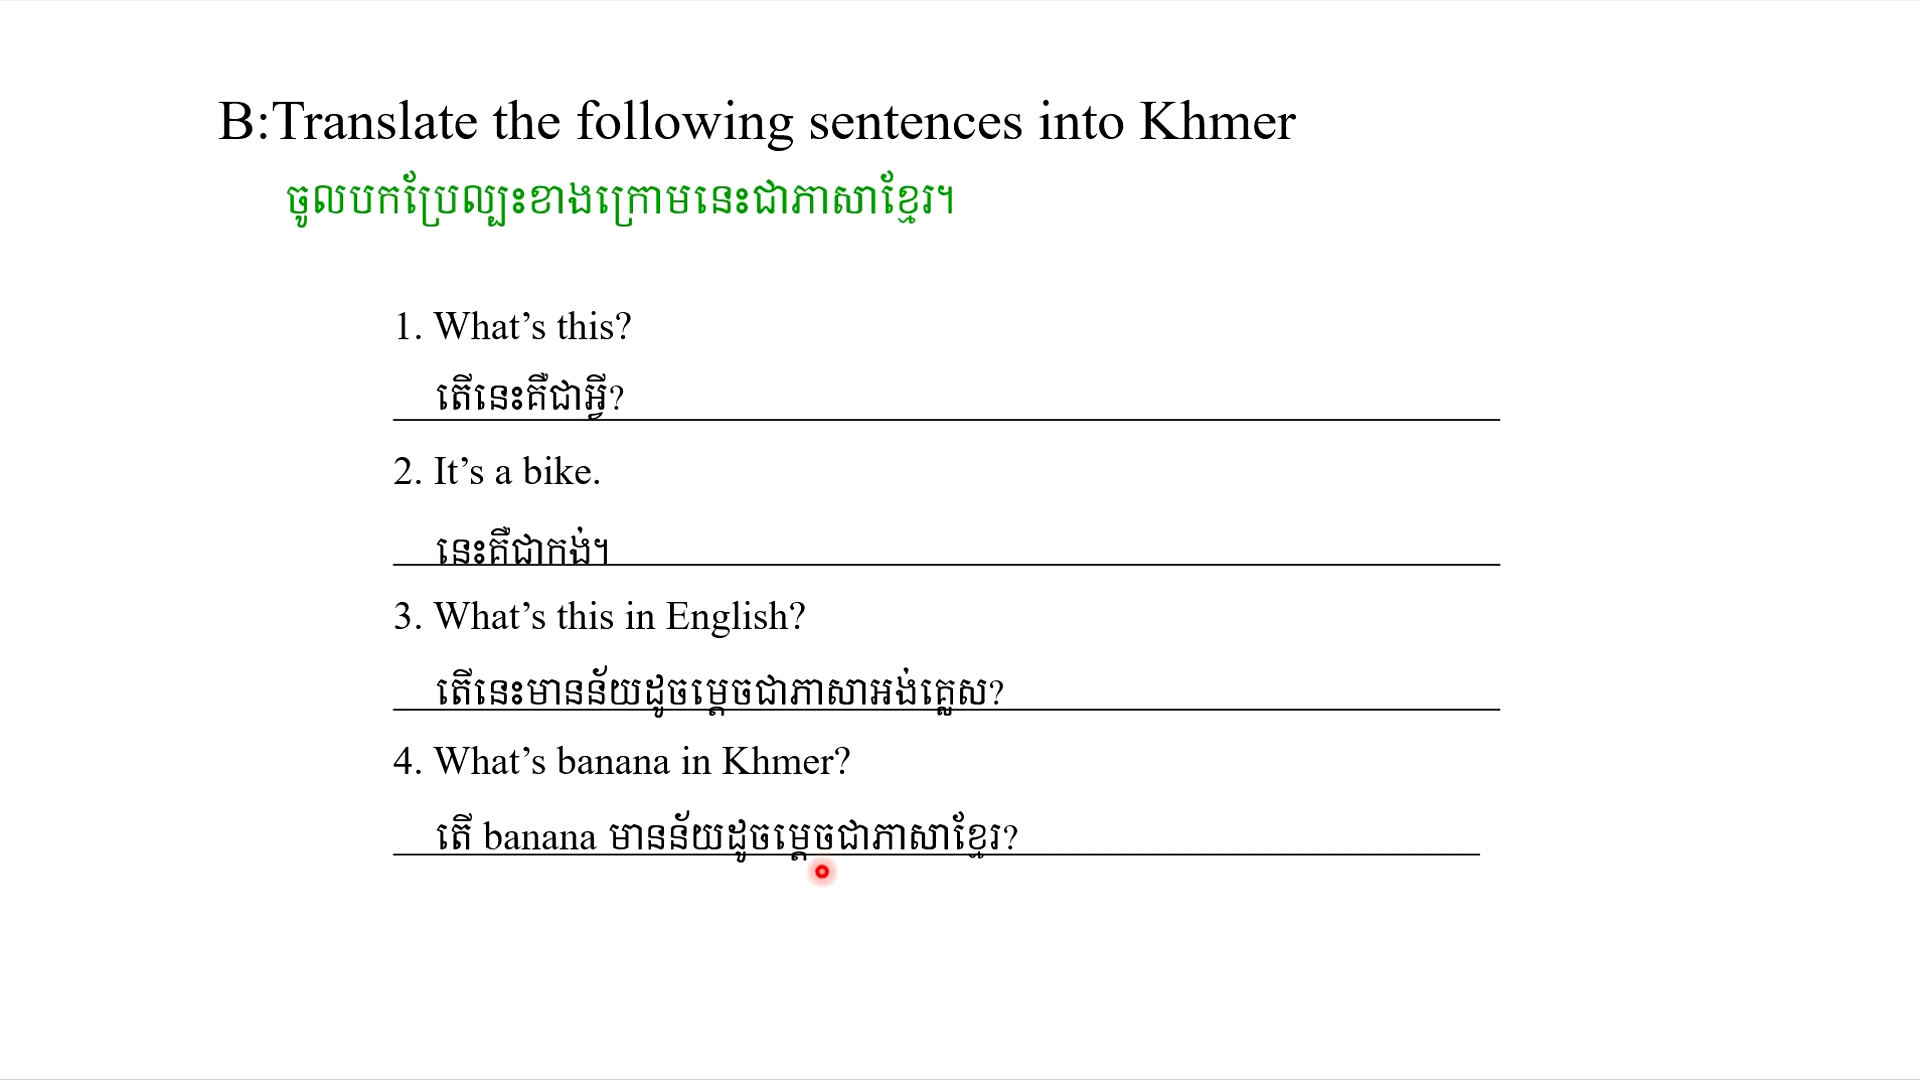 B:Translate the following sentences into Khmer
ចូលបកប្រែល្បះខាងក្រោមនេះជាភាសាខ្មែរ។
1. What’s this?
តើនេះគឺជាអ្វី?
2. It’s a bike.
នេះគឺជាកង់។
3. What’s this in English?
តើនេះមានន័យដូចម្ដេចជាភាសាអង់គ្លេស?
4. What’s banana in Khmer?
តើ banana មានន័យដូចម្ដេចជាភាសាខ្មែរ?